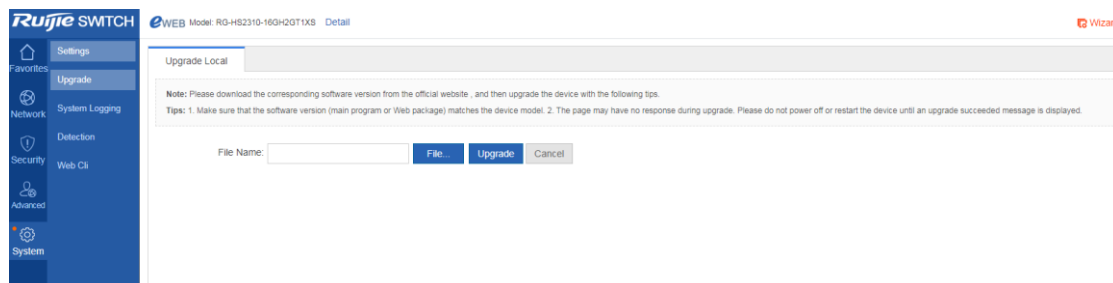 Ruijie SWITCH
eWEB Model: RG-HS2310-16GH2GT1XS Detail
Wizar
Favorites
Network
Security
Advanced
System
Settings
Upgrade
System Logging
Detection
Web Cli
Upgrade Local
Note: Please download the corresponding software version from the official website , and then upgrade the device with the following tips.
Tips: 1. Make sure that the software version (main program or Web package) matches the device model. 2. The page may have no response during upgrade. Please do not power off or restart the device until an upgrade succeeded message is displayed.
File Name: File... Upgrade Cancel